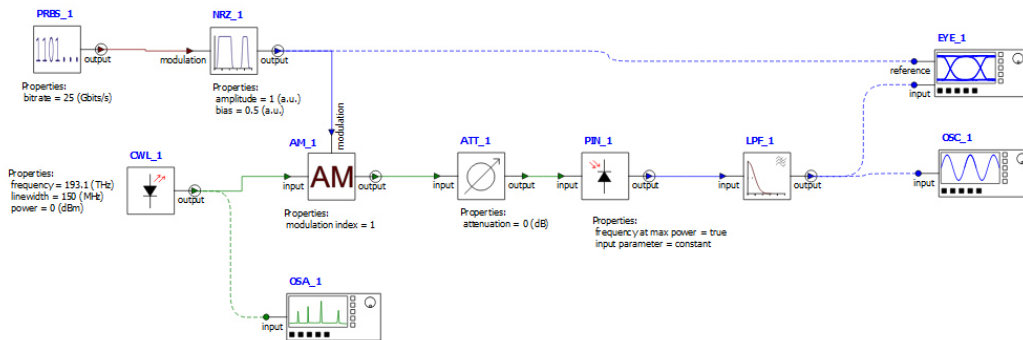 PRBS_1
1101...
output
Properties:
bitrate = 25 (Gbits/s)
NRZ_1
modulation
output
Properties:
amplitude = 1 (a.u.)
bias = 0.5 (a.u.)
modulation
EYE_1
reference
input
CWL_1
Properties:
frequency = 193.1 (THz)
linewidth = 150 (MHz)
power = 0 (dBm)
output
AM_1
AM
input
output
Properties:
modulation index = 1
ATT_1
input
output
Properties:
attenuation = 0 (dB)
PIN_1
input
output
Properties:
frequency at max power = true
input parameter = constant
LPF_1
input
output
OSC_1
input
OSA_1
input